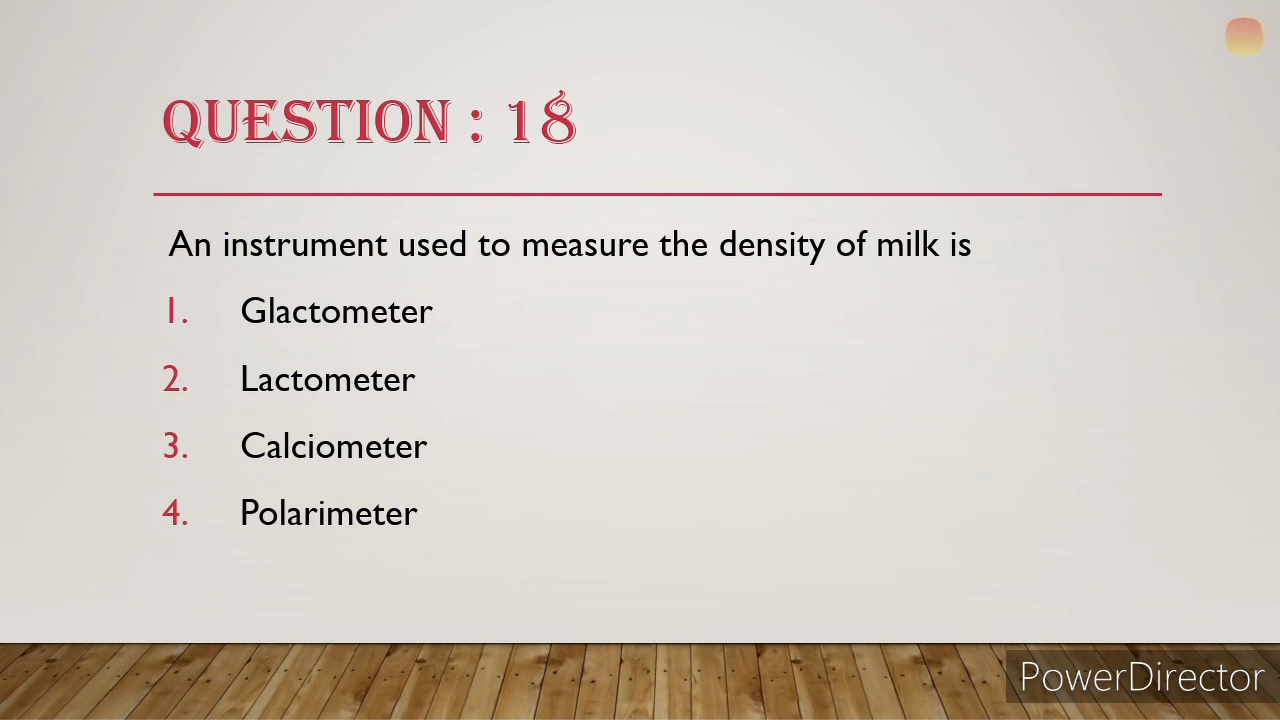 QUESTION : 18
An instrument used to measure the density of milk is
1. Glactometer
2. Lactometer
3. Calciometer
4. Polarimeter
PowerDirector